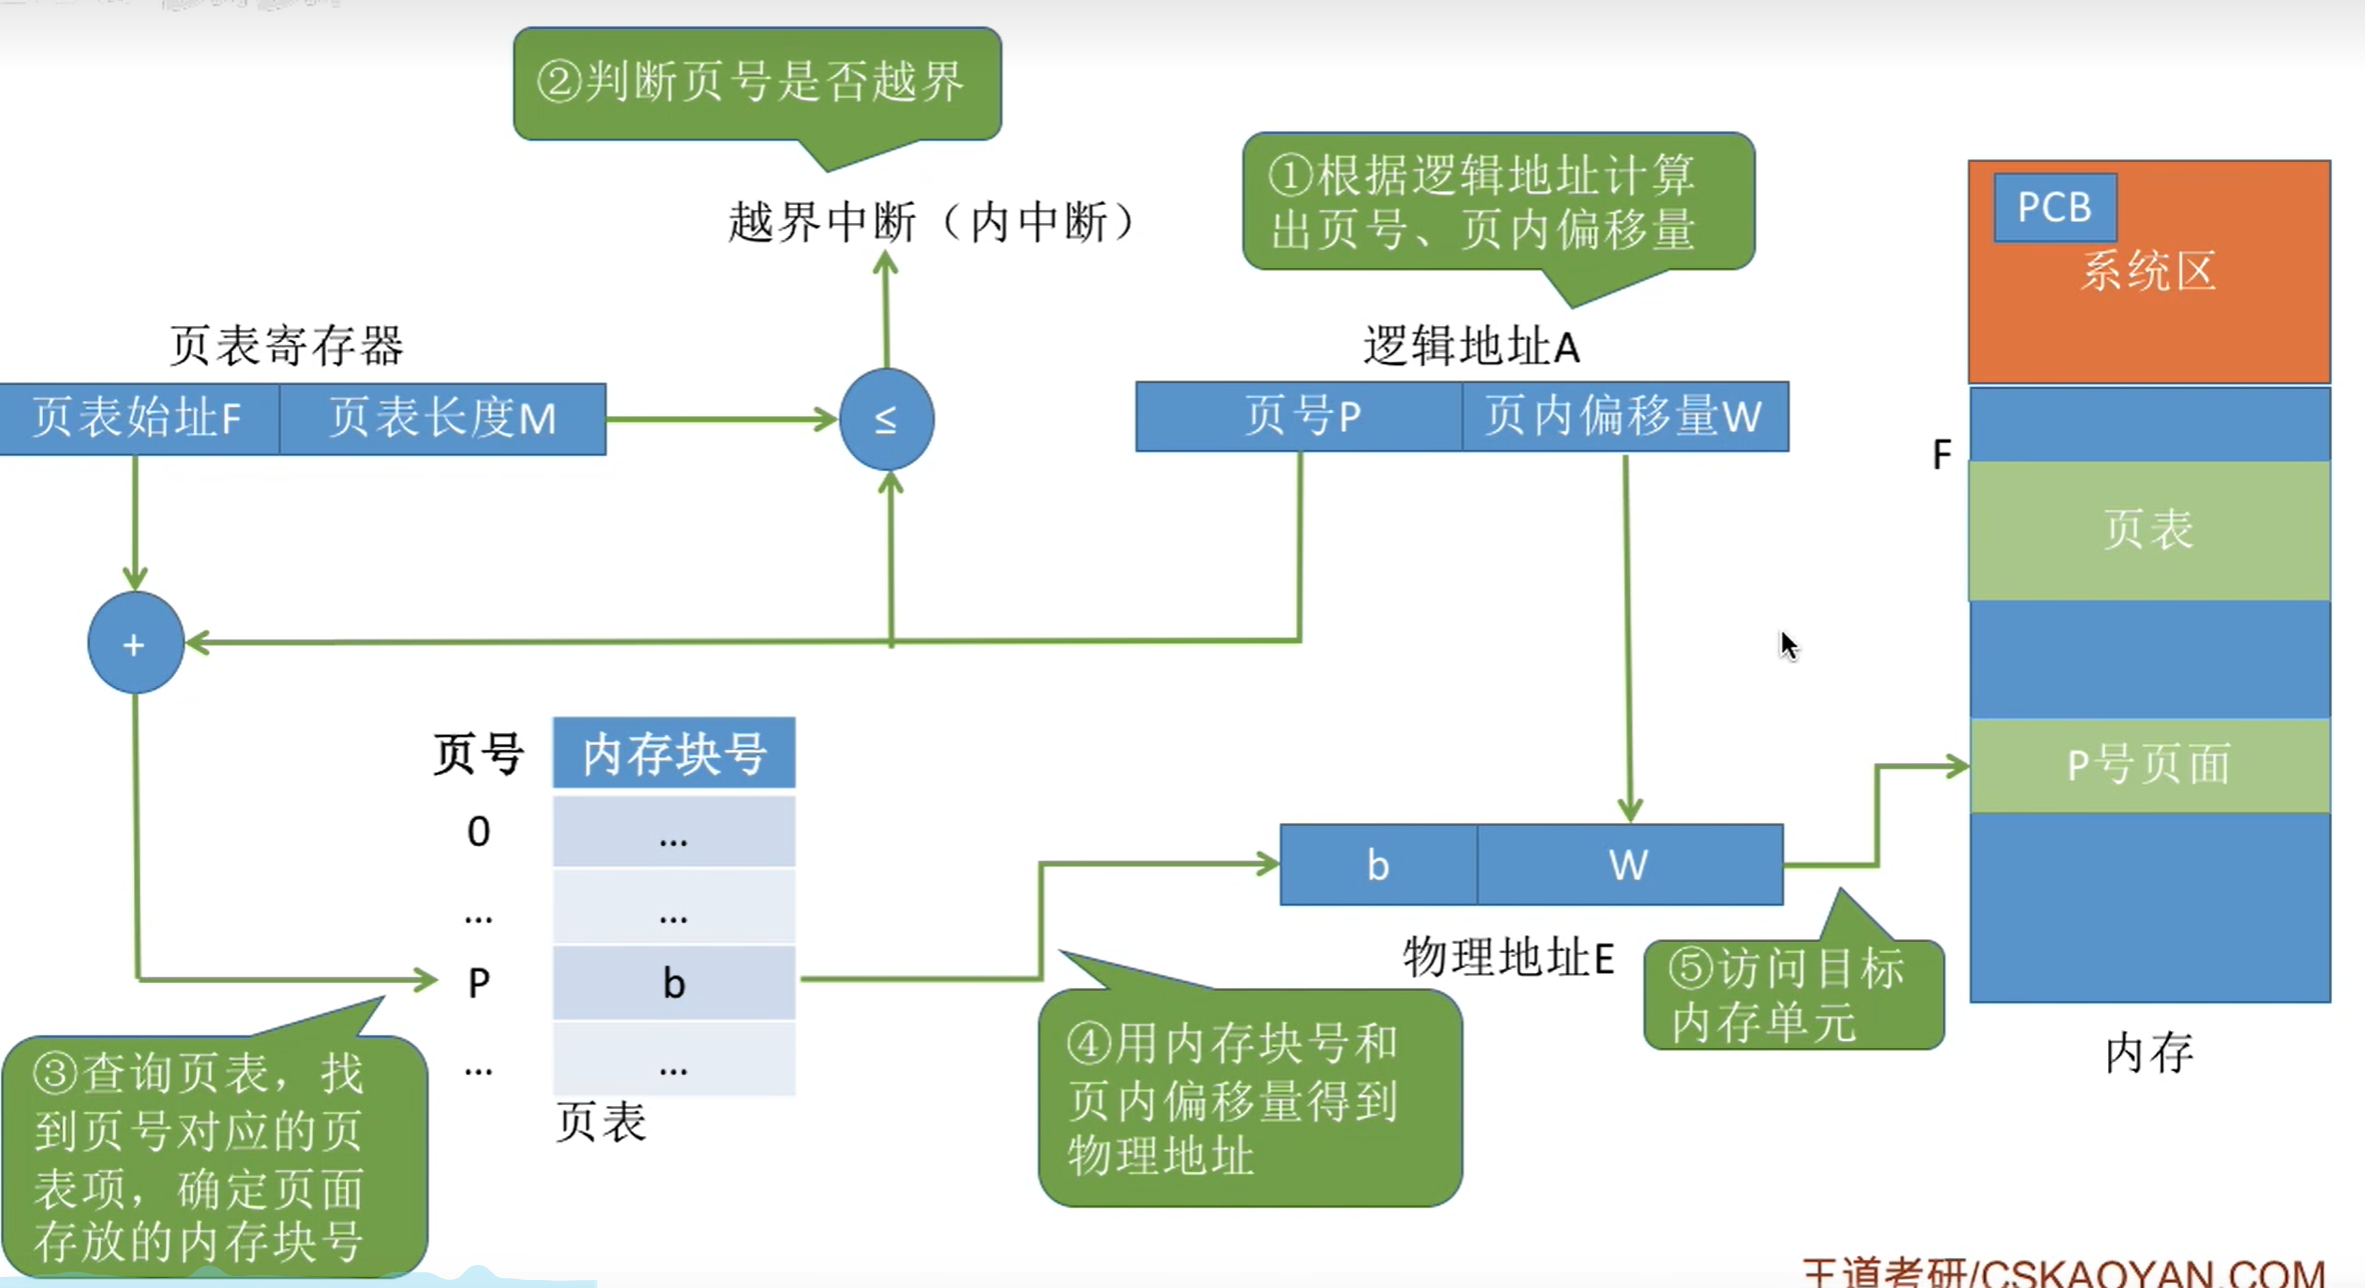 ②判断页号是否越界
①根据逻辑地址计算
出页号、页内偏移量
越界中断（内中断）
PCB
系统区
页表寄存器
逻辑地址A
页表始址F
页表长度M
≤
页号P
页内偏移量W
F
页表
+
页号
内存块号
P号页面
0
...
...
...
b
W
P
b
物理地址E
⑤访问目标
内存单元
④用内存块号和
页内偏移量得到
物理地址
内存
③查询页表，找
到页号对应的页
表项，确定页面
存放的内存块号
...
...
页表
王道考研/CSKAOYAN.COM